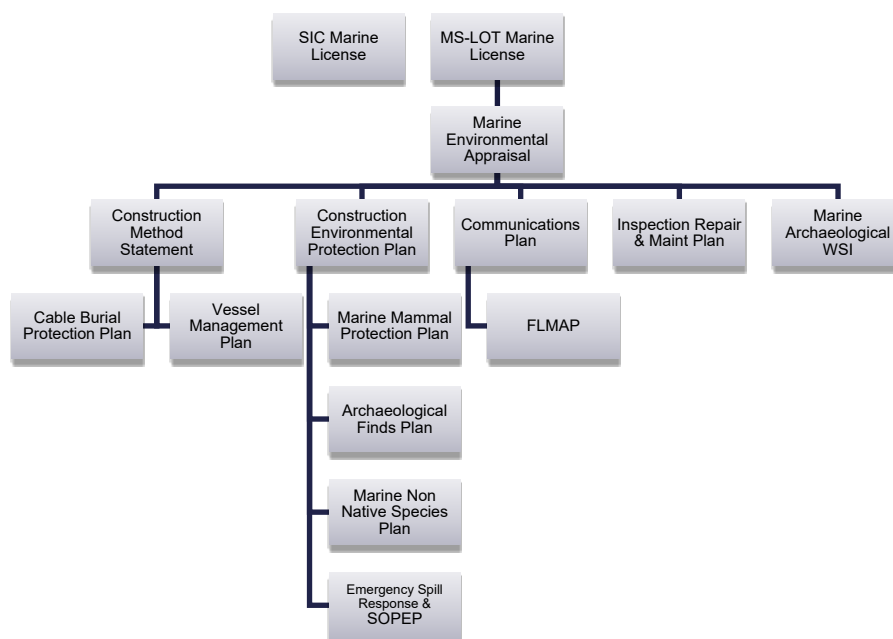 SIC Marine
License
MS-LOT Marine
License
Marine
Environmental
Appraisal
Construction
Method
Statement
Construction
Environmental
Protection Plan
Communications
Plan
Inspection Repair
& Maint Plan
Marine
Archaeological
WSI
Cable Burial
Protection Plan
Vessel
Management
Plan
Marine Mammal
Protection Plan
FLMAP
Archaeological
Finds Plan
Marine Non
Native Species
Plan
Emergency Spill
Response &
SOPEP